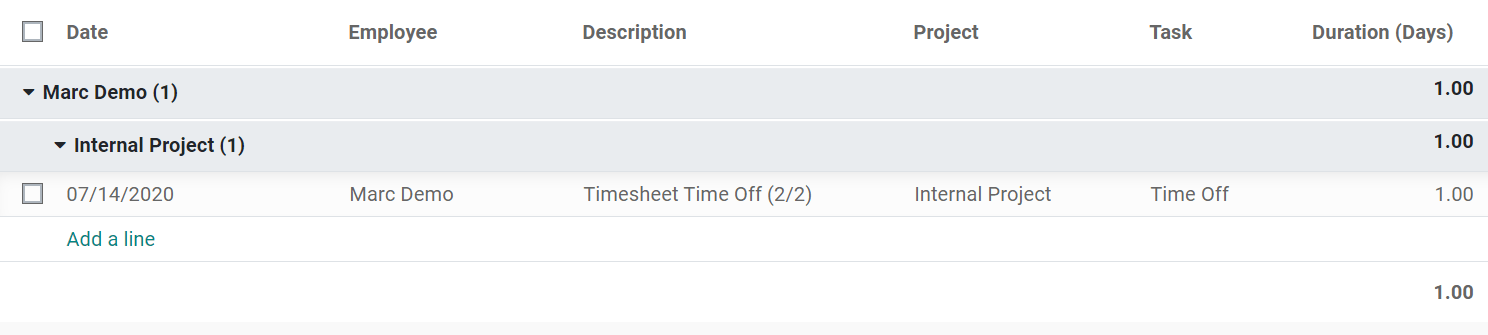 Date Employee Description Project Task Duration (Days)
Marc Demo (1) 1.00
Internal Project (1) 1.00
07/14/2020 Marc Demo Timesheet Time Off (2/2) Internal Project Time Off 1.00
Add a line
1.00